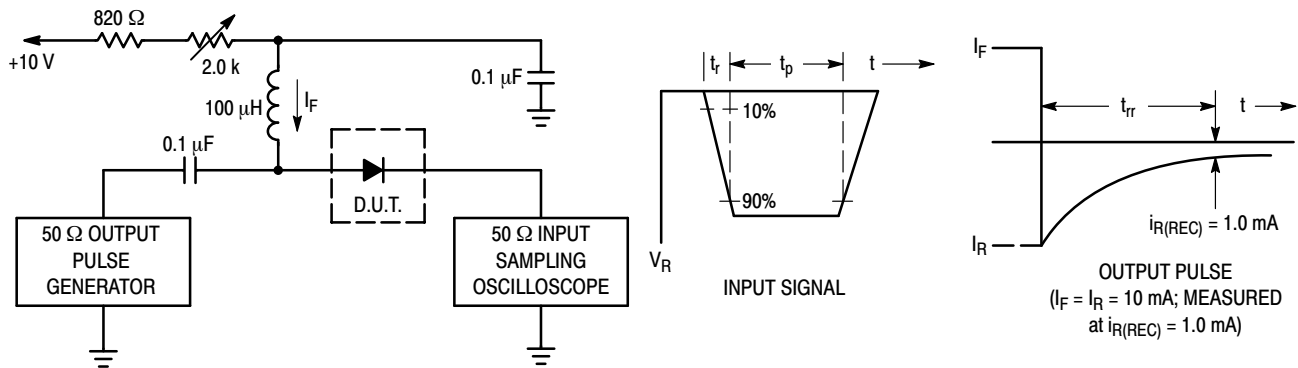 820 Ω
+10 V
2.0 k
100 μH
I_F
0.1 μF
0.1 μF
D.U.T.
50 Ω OUTPUT
PULSE
GENERATOR
50 Ω INPUT
SAMPLING
OSCILLOSCOPE
t_r
t_p
t
10%
90%
V_R
INPUT SIGNAL
I_F
t_rr
t
I_R
i_R(REC) = 1.0 mA
OUTPUT PULSE
(I_F = I_R = 10 mA; MEASURED
at i_R(REC) = 1.0 mA)